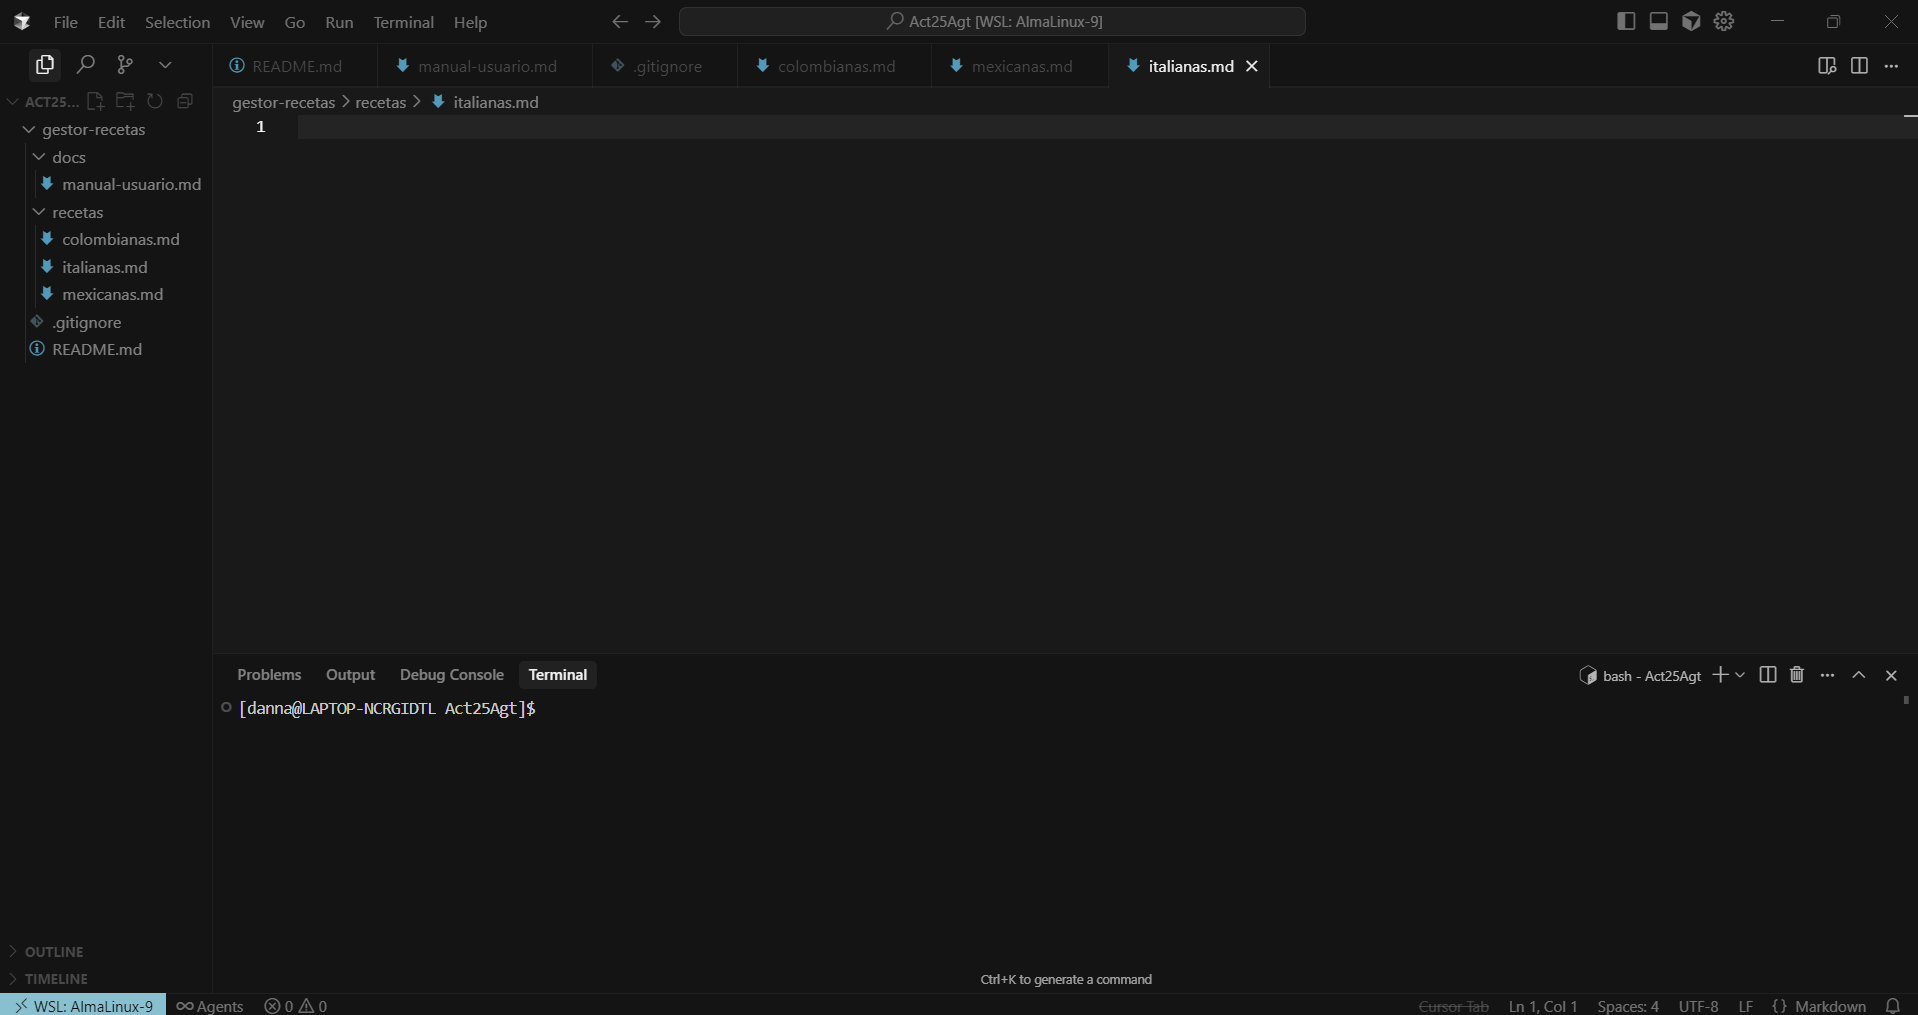 File Edit Selection View Go Run Terminal Help
Act25Agt [WSL: AlmaLinux-9]
README.md manual-usuario.md .gitignore colombianas.md mexicanas.md italianas.md
ACT25...
gestor-recetas > recetas > italianas.md
gestor-recetas
docs
manual-usuario.md
recetas
colombianas.md
italianas.md
mexicanas.md
.gitignore
README.md
1
Problems Output Debug Console Terminal
bash - Act25Agt
[danna@LAPTOP-NCRGIDTL Act25Agt]$
Ctrl+K to generate a command
OUTLINE
TIMELINE
WSL: AlmaLinux-9 Agents 0 0
Cursor Tab Ln 1, Col 1 Spaces: 4 UTF-8 LF {} Markdown